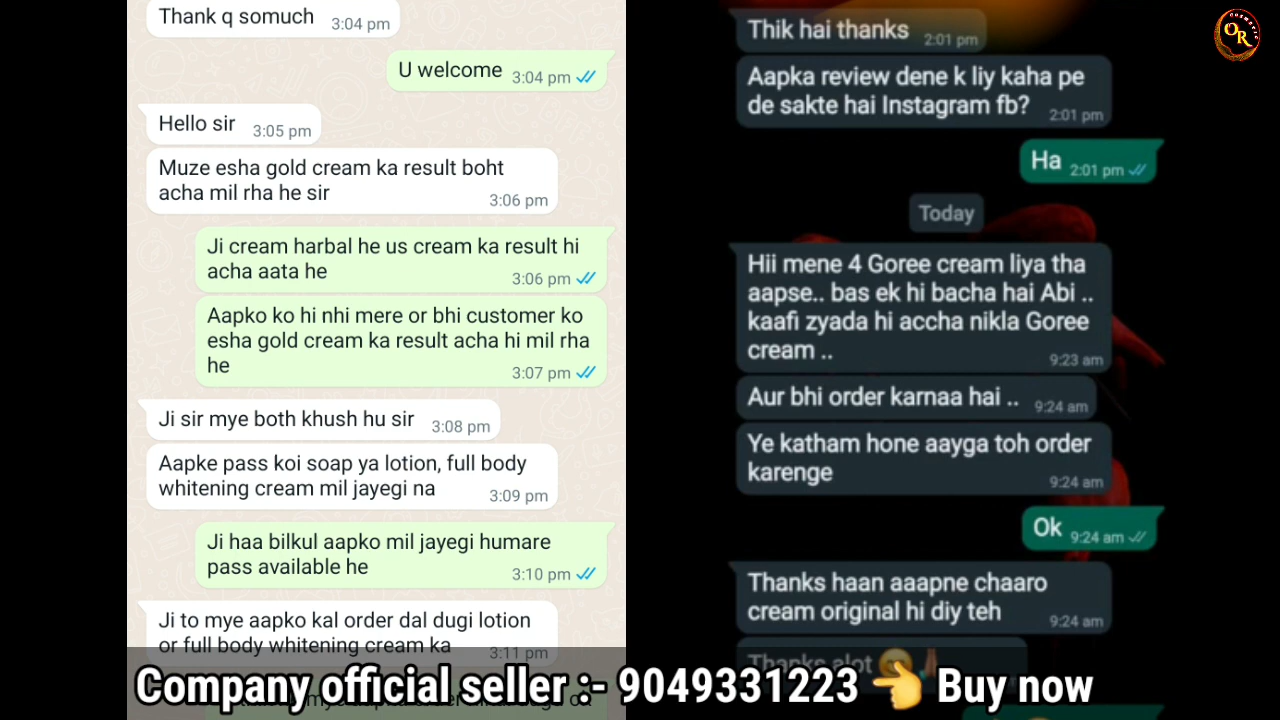 Thank q somuch 3:04 pm
U welcome 3:04 pm
Hello sir 3:05 pm
Muze esha gold cream ka result boht
acha mil rha he sir 3:06 pm
Ji cream harbal he us cream ka result hi
acha aata he 3:06 pm
Aapko ko hi nhi mere or bhi customer ko
esha gold cream ka result acha hi mil rha
he 3:07 pm
Ji sir mye both khush hu sir 3:08 pm
Aapke pass koi soap ya lotion, full body
whitening cream mil jayegi na 3:09 pm
Ji haa bilkul aapko mil jayegi humare
pass available he 3:10 pm
Ji to mye aapko kal order dal dugi lotion
or full body whitening cream ka 3:11 pm
Thik hai thanks 2:01 pm
Aapka review dene k liy kaha pe
de sakte hai Instagram fb? 2:01 pm
Ha 2:01 pm
Today
Hii mene 4 Goree cream liya tha
aapse.. bas ek hi bacha hai Abi ..
kaafi zyada hi accha nikla Goree
cream .. 9:23 am
Aur bhi order karnaa hai .. 9:24 am
Ye katham hone aayga toh order
karenge 9:24 am
Ok 9:24 am
Thanks haan aaapne chaaro
cream original hi diy teh 9:24 am
Thanks alot
Company official seller :- 9049331223 👈 Buy now
OR